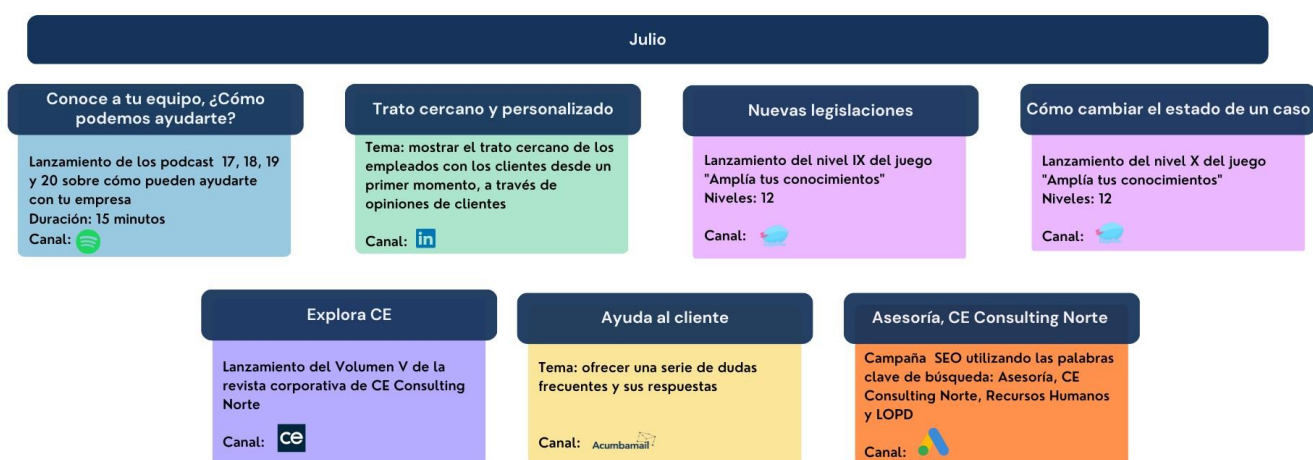 Julio
Conoce a tu equipo, ¿Cómo
podemos ayudarte?
Lanzamiento de los podcast 17, 18, 19
y 20 sobre cómo pueden ayudarte
con tu empresa
Duración: 15 minutos
Canal:
Trato cercano y personalizado
Tema: mostrar el trato cercano de los
empleados con los clientes desde un
primer momento, a través de
opiniones de clientes
Canal: in
Nuevas legislaciones
Lanzamiento del nivel IX del juego
"Amplía tus conocimientos"
Niveles: 12
Canal:
Cómo cambiar el estado de un caso
Lanzamiento del nivel X del juego
"Amplía tus conocimientos"
Niveles: 12
Canal:
Explora CE
Lanzamiento del Volumen V de la
revista corporativa de CE Consulting
Norte
Canal: ce
Ayuda al cliente
Tema: ofrecer una serie de dudas
frecuentes y sus respuestas
Canal: Acumbamail
Asesoría, CE Consulting Norte
Campaña SEO utilizando las palabras
clave de búsqueda: Asesoría, CE
Consulting Norte, Recursos Humanos
y LOPD
Canal: